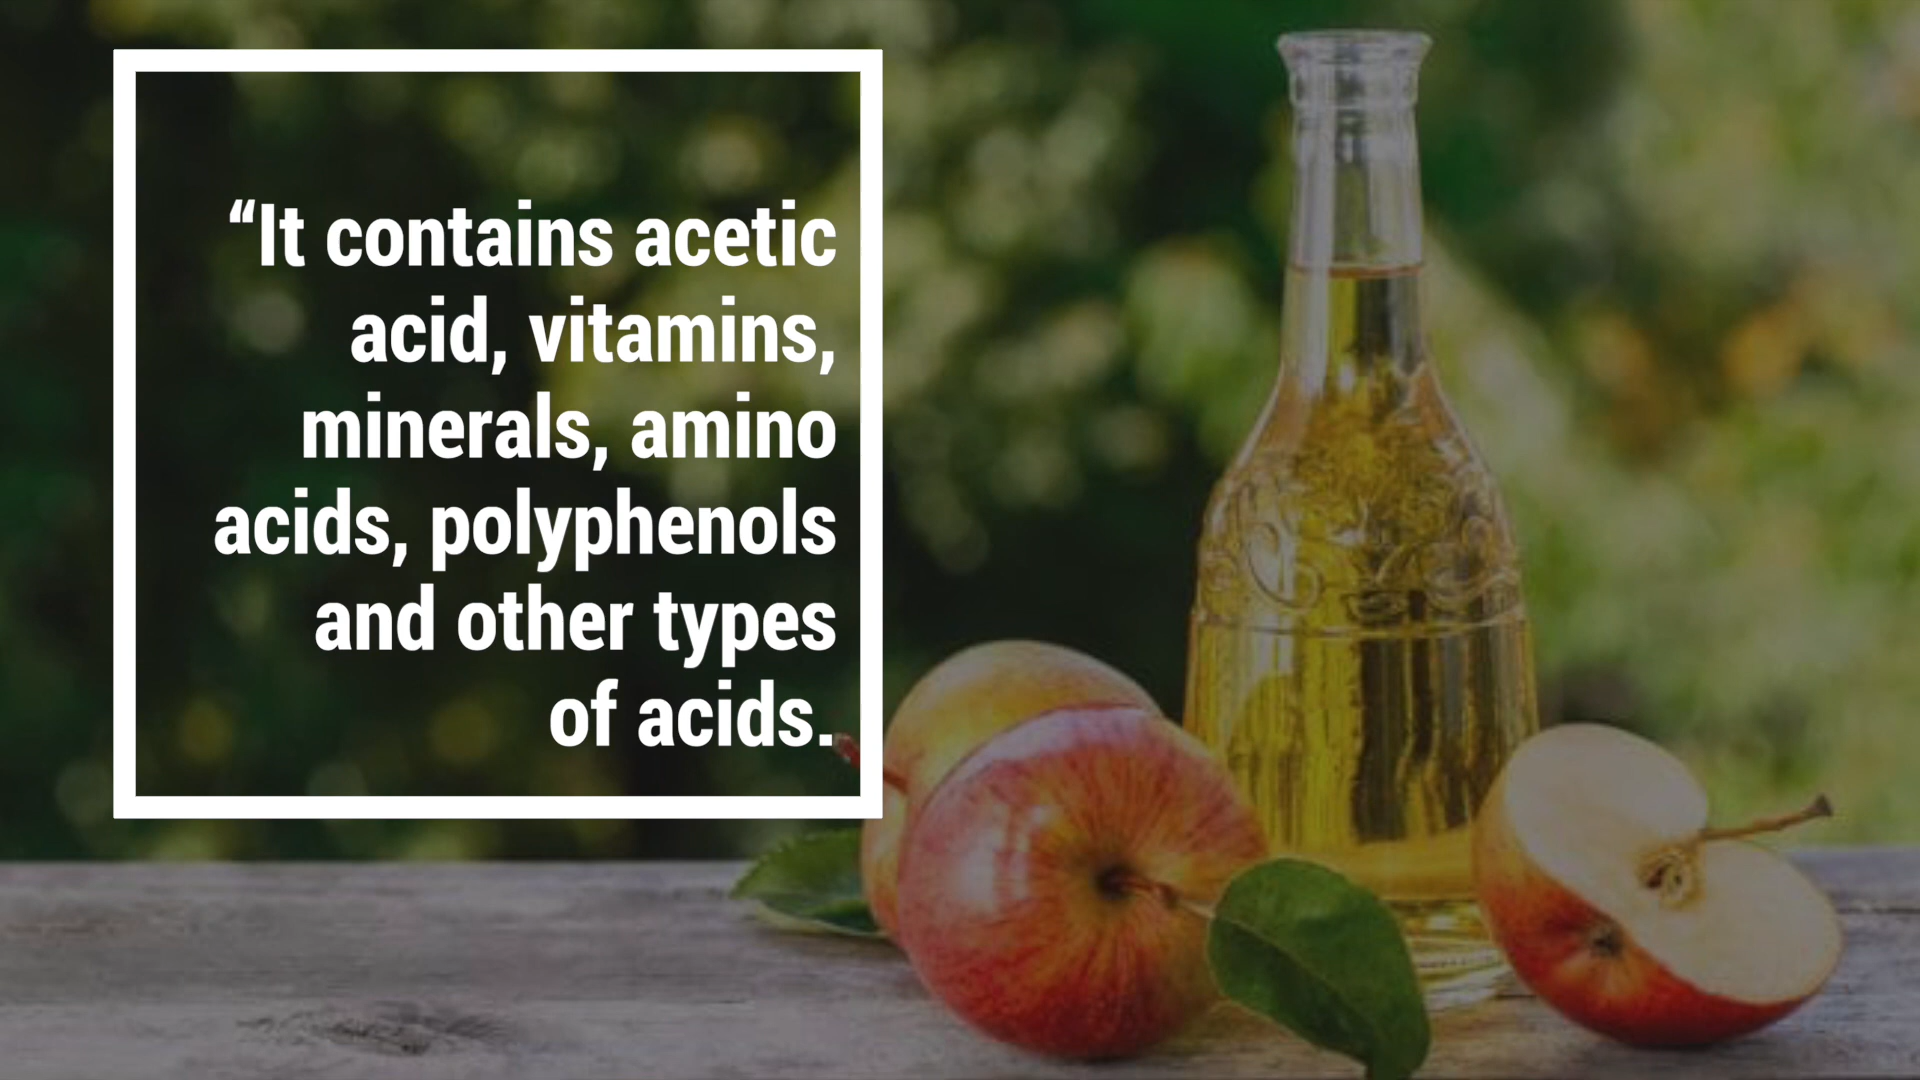 “It contains acetic
acid, vitamins,
minerals, amino
acids, polyphenols
and other types
of acids.